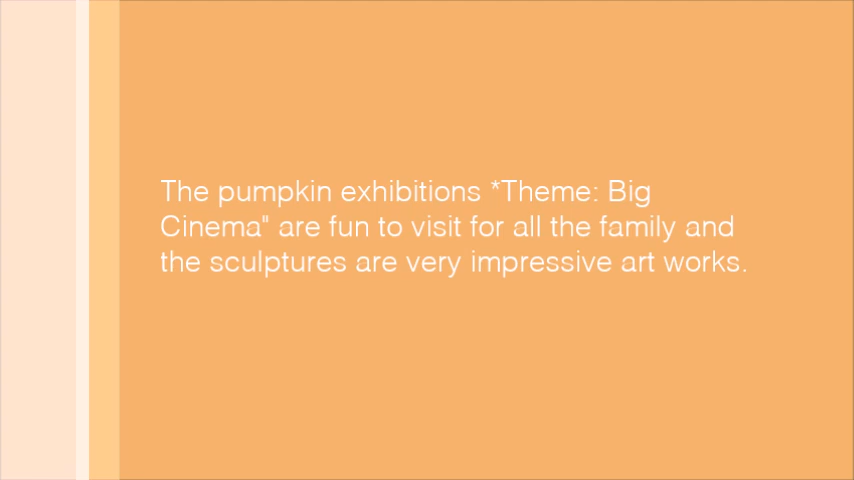 The pumpkin exhibitions *Theme: Big
Cinema" are fun to visit for all the family and
the sculptures are very impressive art works.